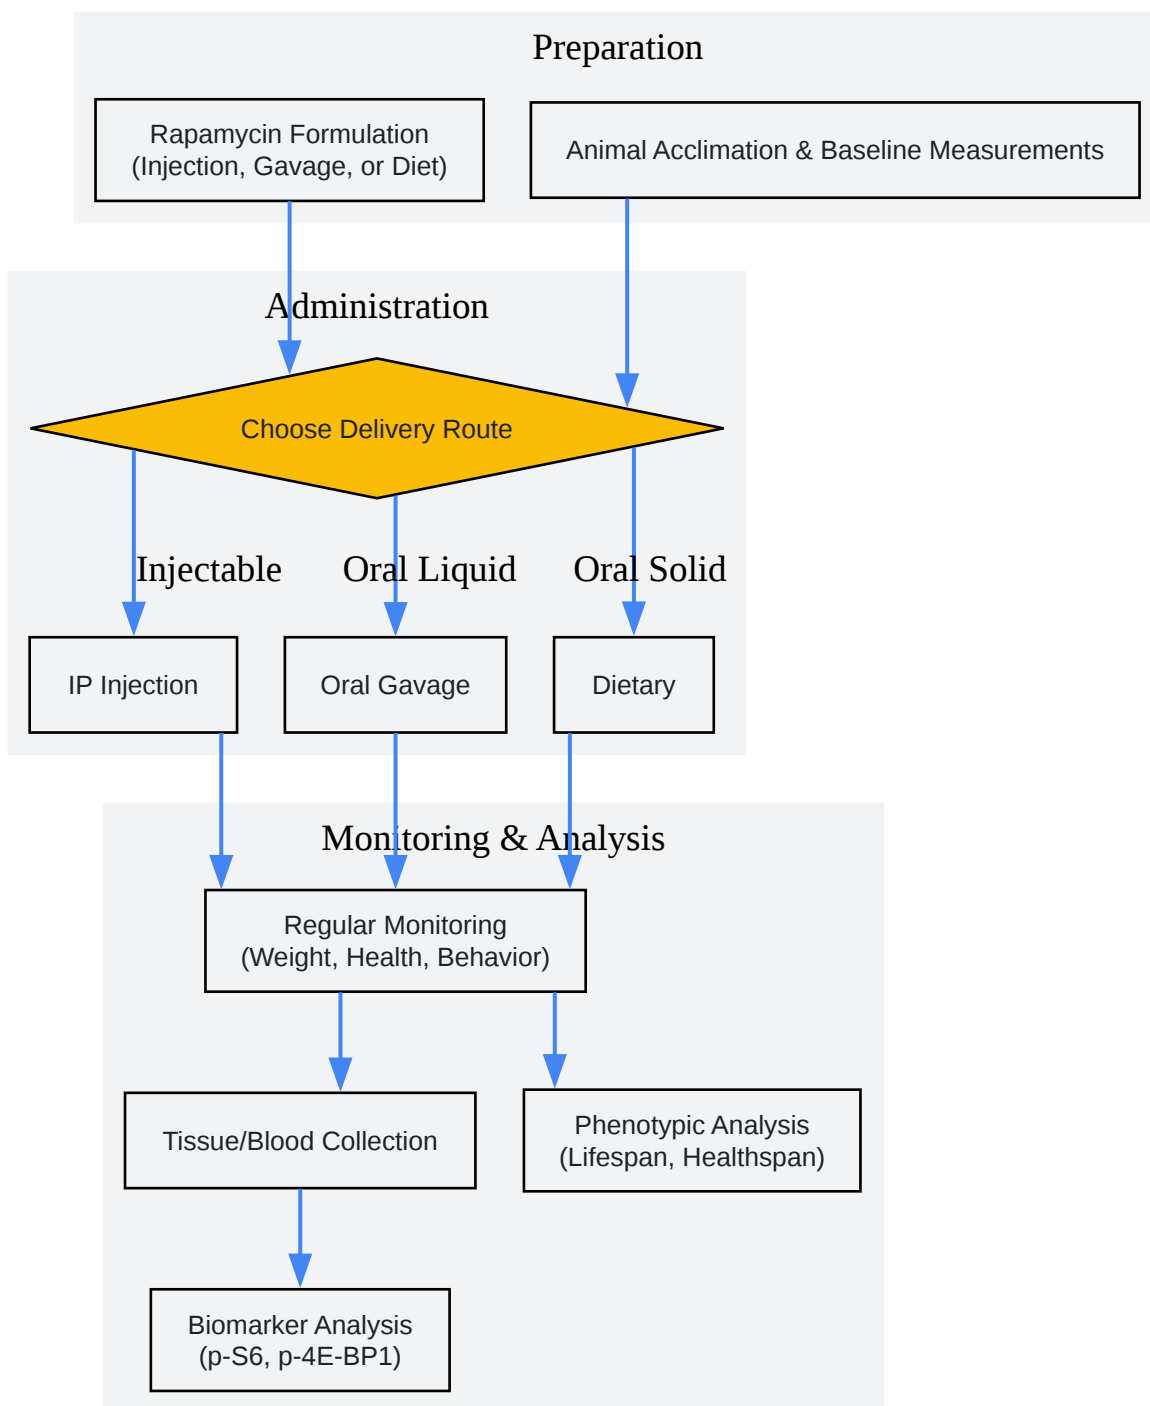 Preparation
Rapamycin Formulation
(Injection, Gavage, or Diet)
Animal Acclimation & Baseline Measurements
Administration
Choose Delivery Route
Injectable
Oral Liquid
Oral Solid
IP Injection
Oral Gavage
Dietary
Monitoring & Analysis
Regular Monitoring
(Weight, Health, Behavior)
Tissue/Blood Collection
Phenotypic Analysis
(Lifespan, Healthspan)
Biomarker Analysis
(p-S6, p-4E-BP1)